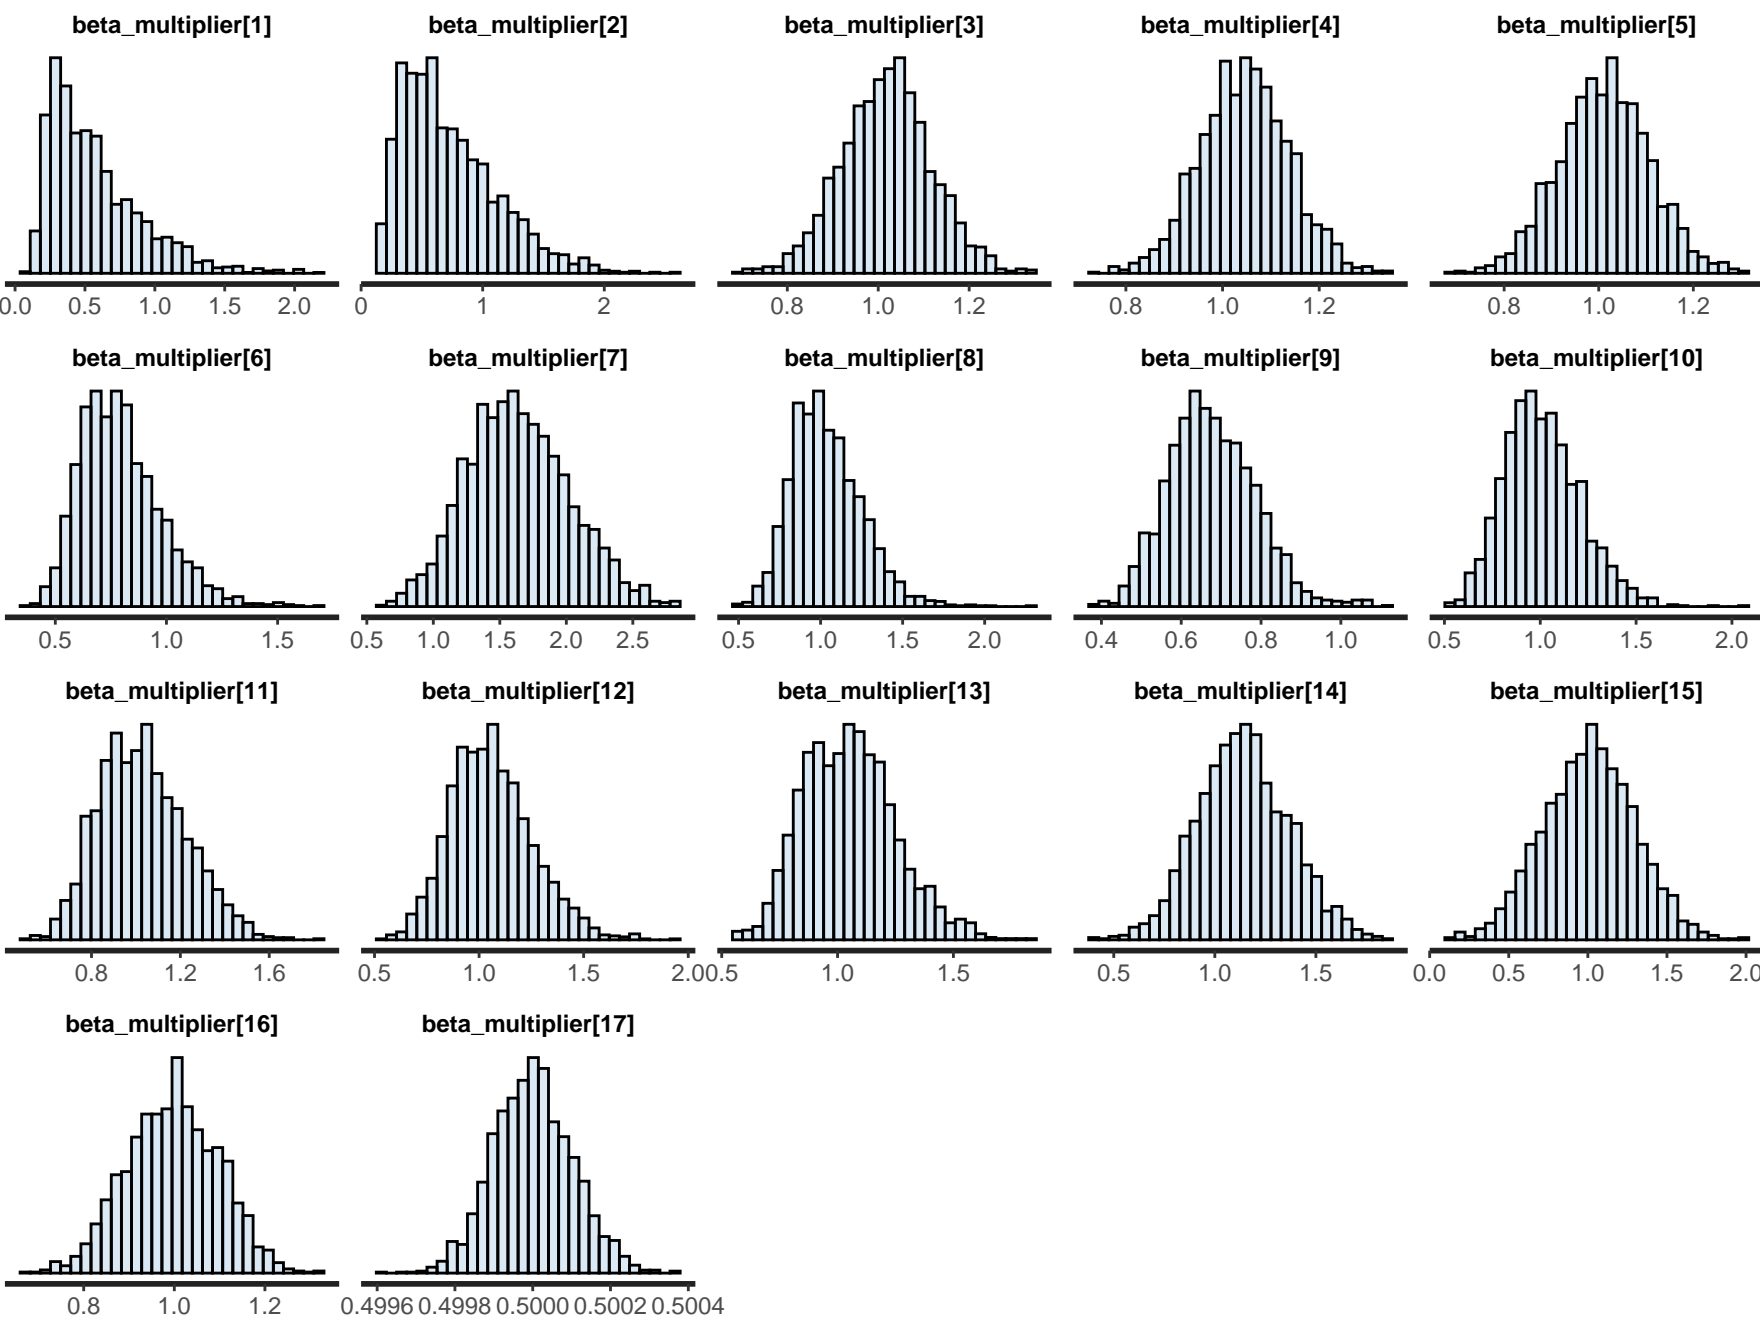 beta_multiplier[1] beta_multiplier[2] beta_multiplier[3] beta_multiplier[4] beta_multiplier[5]
0.0 0.5 1.0 1.5 2.0 0 1 2 0.8 1.0 1.2 0.8 1.0 1.2 0.8 1.0 1.2
beta_multiplier[6] beta_multiplier[7] beta_multiplier[8] beta_multiplier[9] beta_multiplier[10]
0.5 1.0 1.5 0.5 1.0 1.5 2.0 2.5 0.5 1.0 1.5 2.0 0.4 0.6 0.8 1.0 0.5 1.0 1.5 2.0
beta_multiplier[11] beta_multiplier[12] beta_multiplier[13] beta_multiplier[14] beta_multiplier[15]
0.8 1.2 1.6 0.5 1.0 1.5 2.0 0.5 1.0 1.5 0.5 1.0 1.5 0.0 0.5 1.0 1.5 2.0
beta_multiplier[16] beta_multiplier[17]
0.8 1.0 1.2 0.4996 0.4998 0.5000 0.5002 0.5004